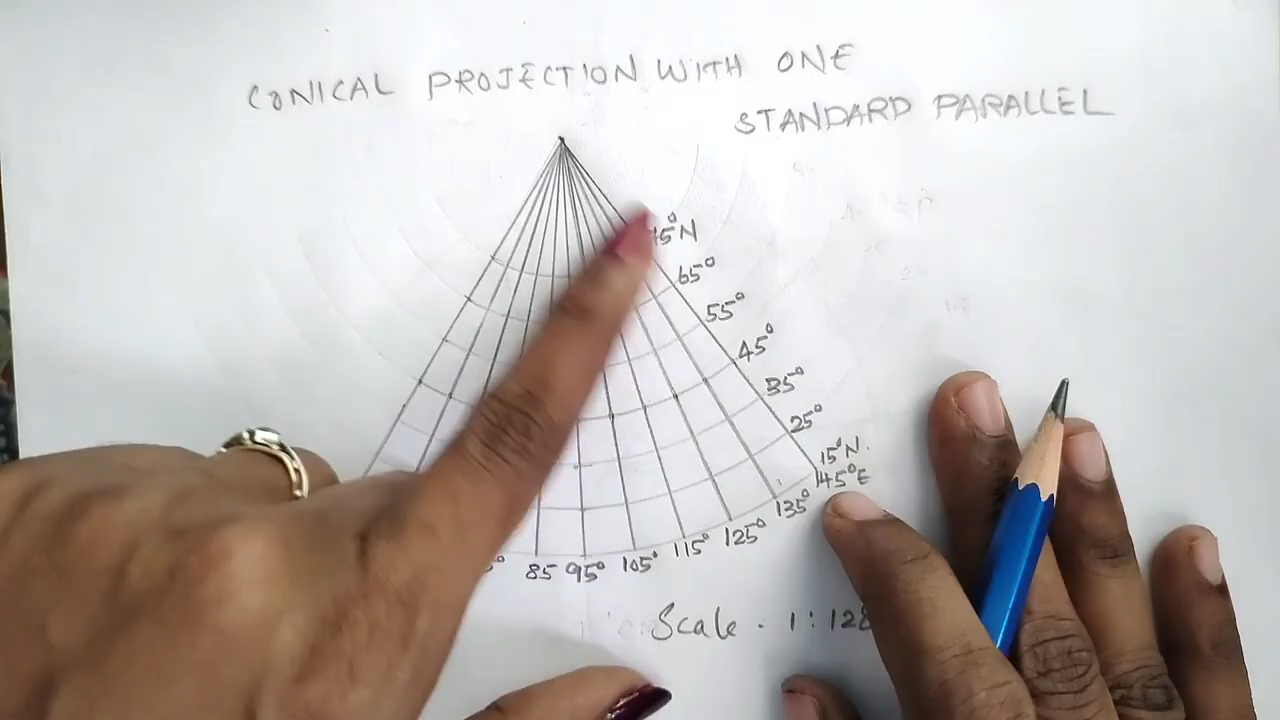 CONICAL PROJECTION WITH ONE
STANDARD PARALLEL
65°
55°
45°
35°
25°
15°N.
145°E
85 95° 105° 115° 125° 135°
Scale. 1:128